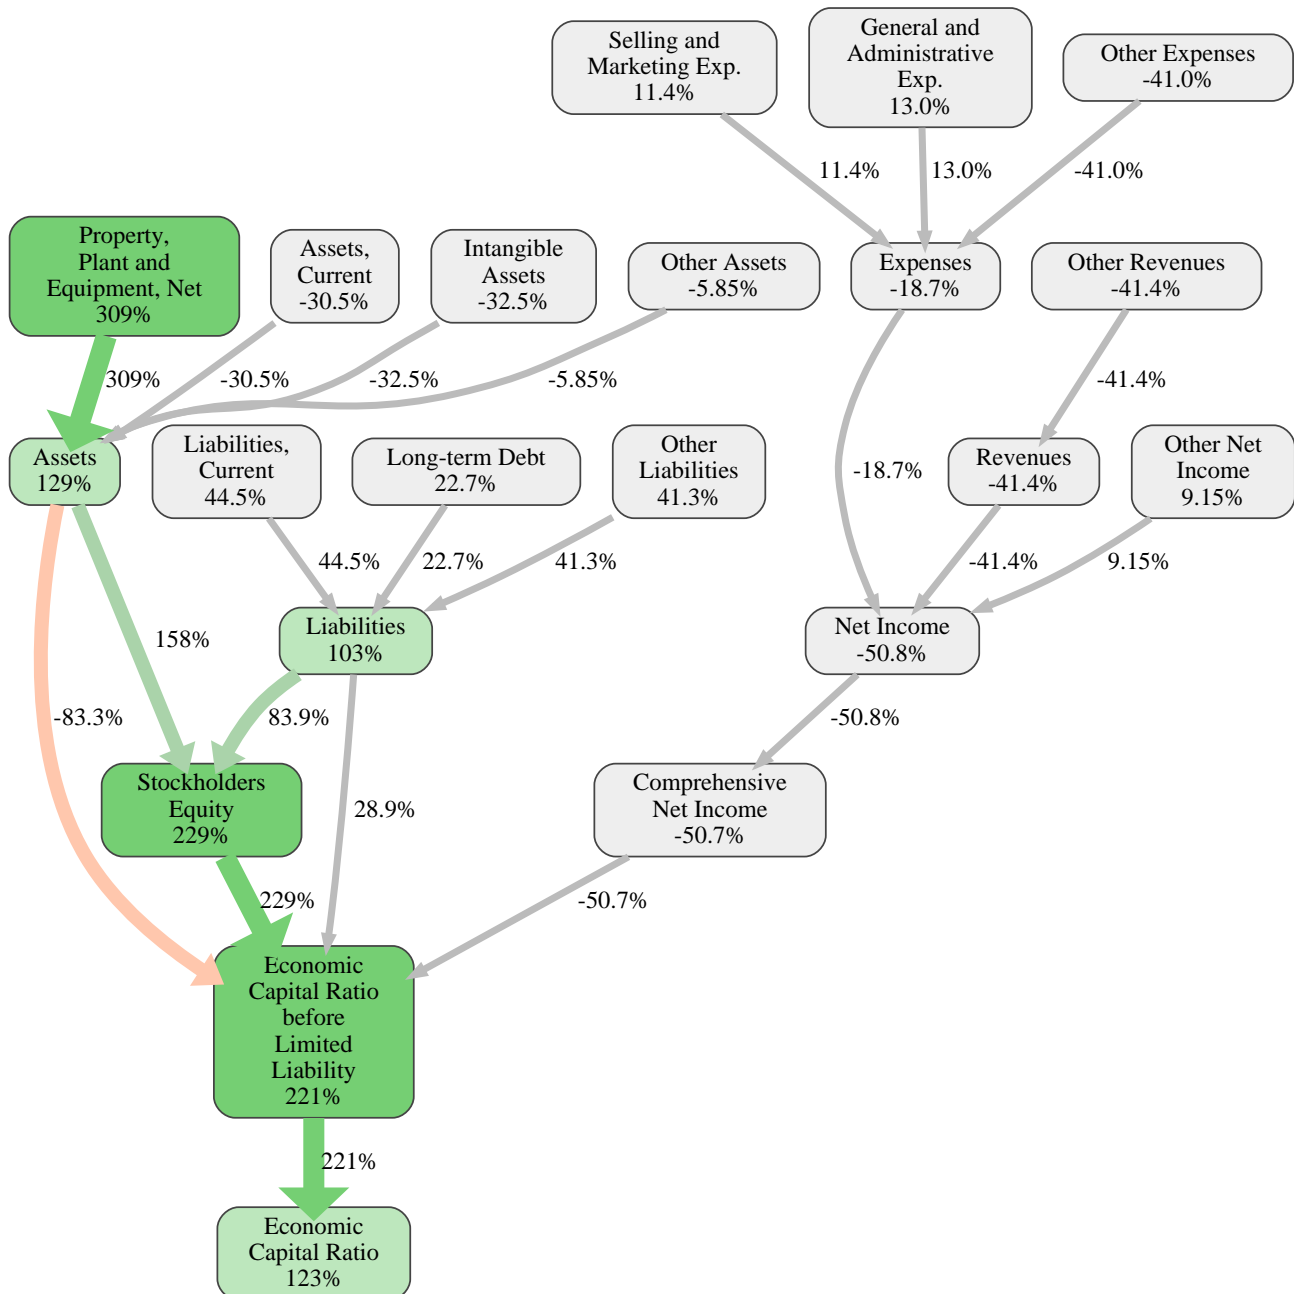 Selling and
Marketing Exp.
11.4%
General and
Administrative
Exp.
13.0%
Other Expenses
-41.0%
11.4%
13.0%
-41.0%
Property,
Plant and
Equipment, Net
309%
Assets,
Current
-30.5%
Intangible
Assets
-32.5%
Other Assets
-5.85%
Expenses
-18.7%
Other Revenues
-41.4%
309%
-30.5%
-32.5%
-5.85%
-41.4%
Assets
129%
Liabilities,
Current
44.5%
Long-term Debt
22.7%
Other
Liabilities
41.3%
-18.7%
Revenues
-41.4%
Other Net
Income
9.15%
44.5%
22.7%
41.3%
-41.4%
9.15%
158%
Liabilities
103%
Net Income
-50.8%
-83.3%
83.9%
-50.8%
Stockholders
Equity
229%
28.9%
Comprehensive
Net Income
-50.7%
229%
-50.7%
Economic
Capital Ratio
before
Limited
Liability
221%
221%
Economic
Capital Ratio
123%